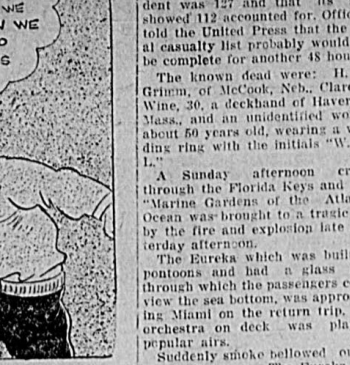 WE
WE
O
S
dent was 127 and that its
showed 112 accounted for. Offic
told the United Press that the
al casualty list probably would
be complete for another 48 hou
The known dead were: H.
Grimm, of McCook, Neb., Clare
Wine, 30, a deckhand of Haver
Mass., and an unidentified wo
about 50 years old, wearing a w
ding ring with the initials "W.
L."
A Sunday afternoon cr
through the Florida Keys and
"Marine Gardens of the Atla
Ocean was brought to a tragic
by the fire and explosion late
terday afternoon.
The Eureka which was buil
pontoons and had a glass
through which the passengers c
view the sea bottom, was appro
ing Miami on the return trip.
orchestra on deck was pla
popular airs.
Suddenly smoke bellowed ou